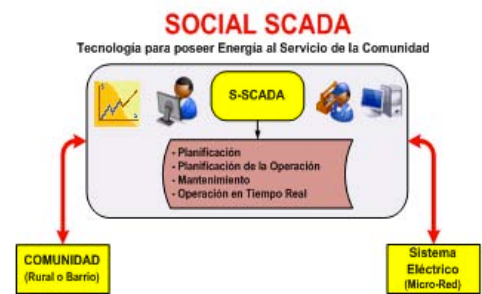 SOCIAL SCADA
Tecnología para poseer Energía al Servicio de la Comunidad
S-SCADA
- Planificación
- Planificación de la Operación
- Mantenimiento
- Operación en Tiempo Real
COMUNIDAD
(Rural o Barrio)
Sistema
Eléctrico
(Micro-Red)